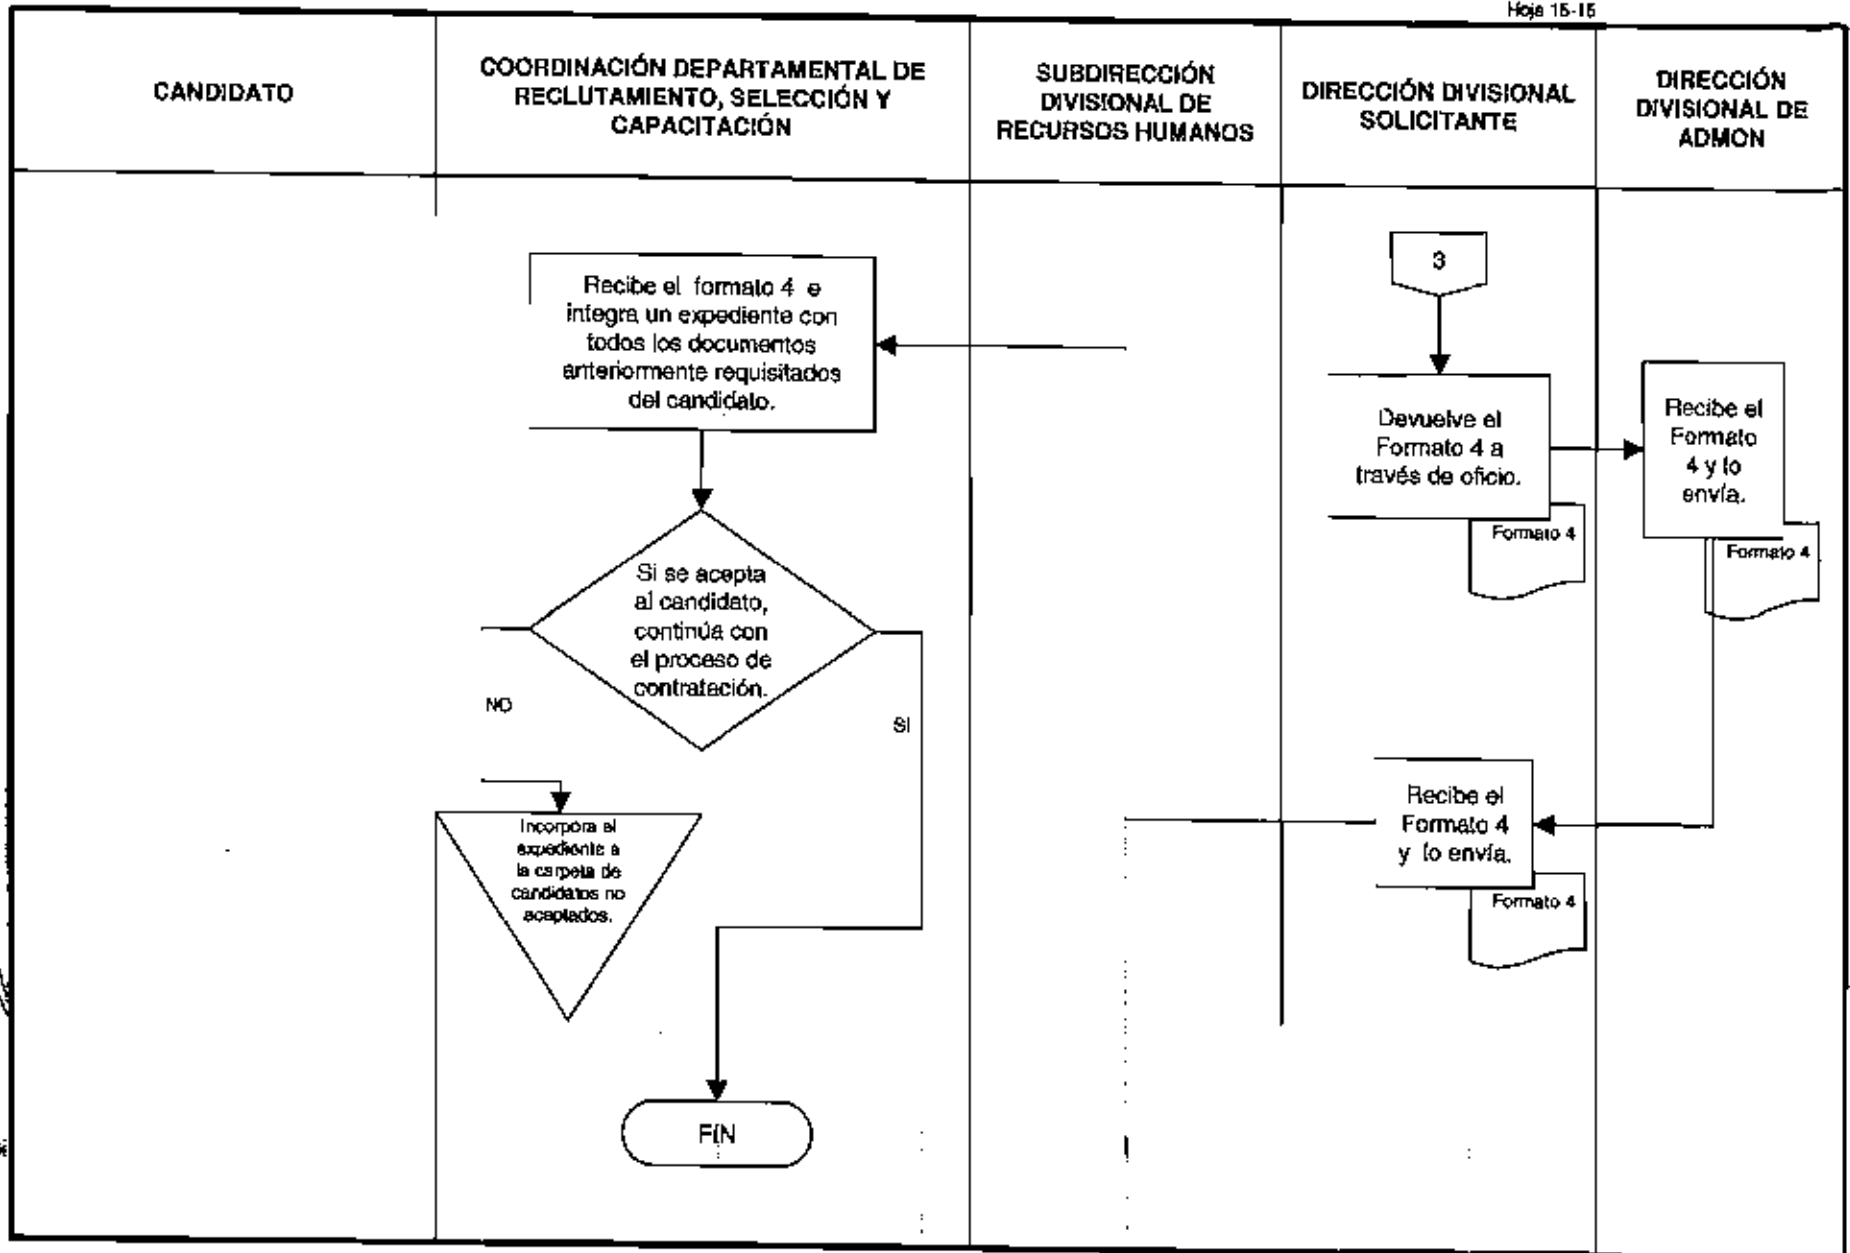 Hoja 15-15
CANDIDATO
COORDINACIÓN DEPARTAMENTAL DE
RECLUTAMIENTO, SELECCIÓN Y
CAPACITACIÓN
SUBDIRECCIÓN
DIVISIONAL DE
RECURSOS HUMANOS
DIRECCIÓN DIVISIONAL
SOLICITANTE
DIRECCIÓN
DIVISIONAL DE
ADMON
3
Recibe el formato 4 e
integra un expediente con
todos los documentos
anteriormente requisitados
del candidato.
Devuelve el
Formato 4 a
través de oficio.
Formato 4
Recibe el
Formato
4 y lo
envía.
Formato 4
Si se acepta
al candidato,
continúa con
el proceso de
contratación.
NO
SI
Recibe el
Formato 4
y lo envía.
Formato 4
Incorpora el
expediente a
la carpeta de
candidatos no
aceptados.
FIN